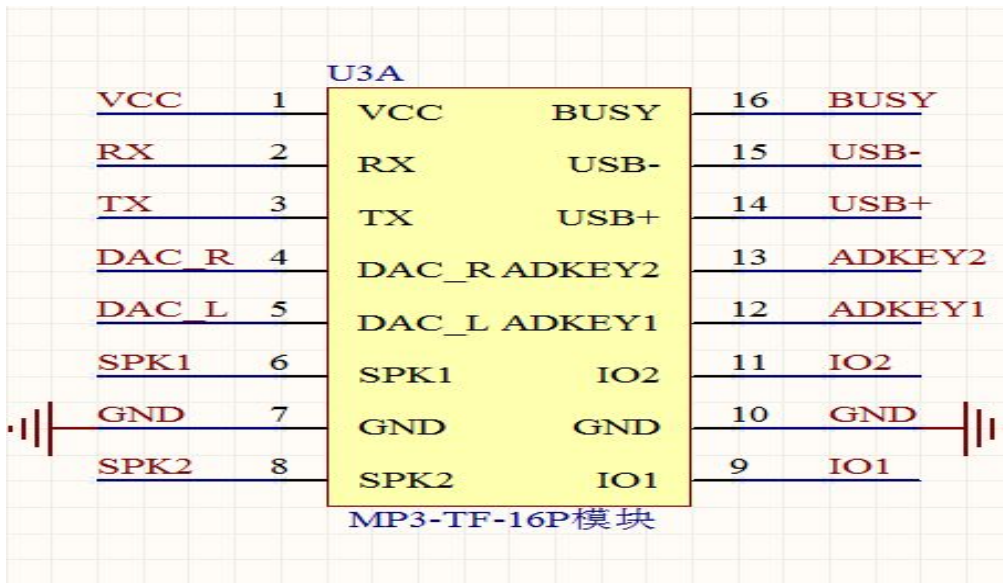 U3A
VCC 1 VCC BUSY 16 BUSY
RX 2 RX USB- 15 USB-
TX 3 TX USB+ 14 USB+
DAC_R 4 DAC_R ADKEY2 13 ADKEY2
DAC_L 5 DAC_L ADKEY1 12 ADKEY1
SPK1 6 SPK1 IO2 11 IO2
GND 7 GND GND 10 GND
SPK2 8 SPK2 IO1 9 IO1
MP3-TF-16P模块